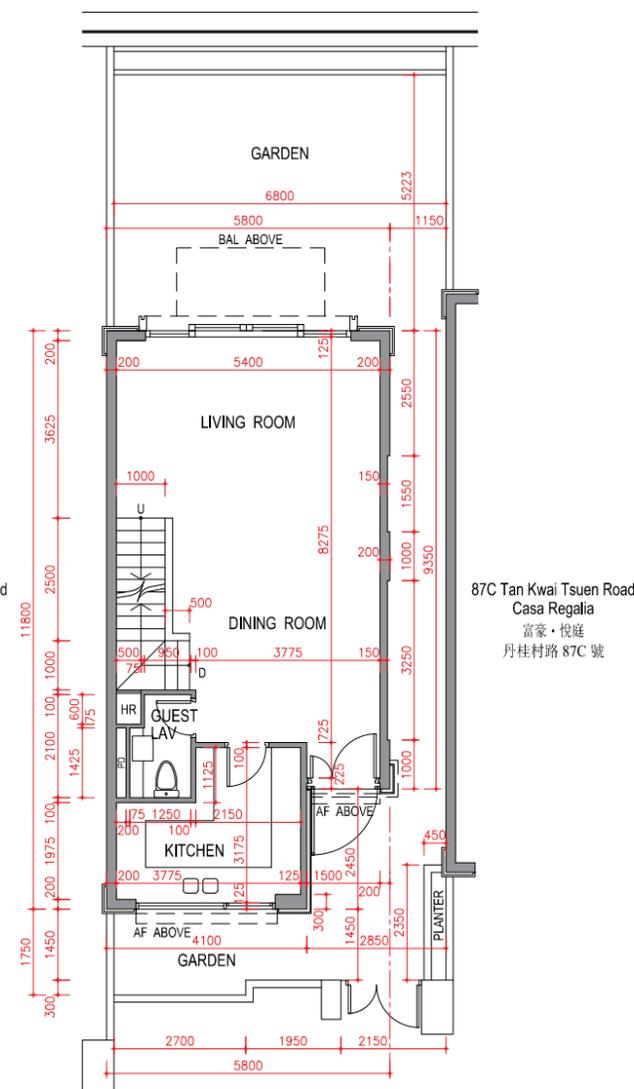 GARDEN
5223
6800
5800 1150
BAL ABOVE
200 125
200 5400 200
2550
3625
LIVING ROOM
1000 150
1550
U
8275
200 1000 9350
2500
500
11800
DINING ROOM
3250
500 950 100 3775 150
75
1000
D
100
600 75
HR
GUEST
LAV
725
100
225
1000
2100
1425
PD
1125
AF ABOVE
100
75 1250 2150
200 100
450
1975
KITCHEN
3175
2450
200 3775 125 1500
200
125
200
300
AF ABOVE
1750 1450
4100 2850
1450
2350
PLANTER
GARDEN
300
2700 1950 2150
5800
d
87C Tan Kwai Tsuen Road
Casa Regalia
富豪・悅庭
丹桂村路 87C 號